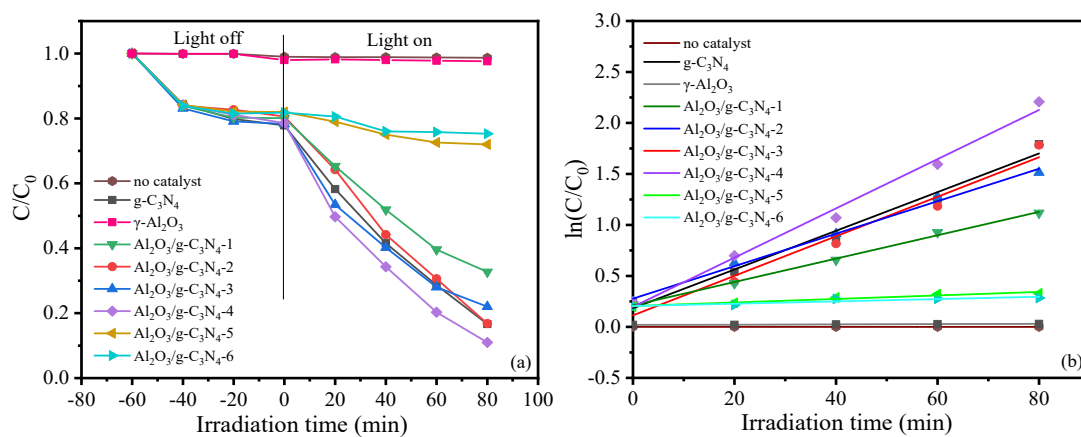 Light off
Light on
1.0
0.8
0.6
0.4
0.2
0.0
C/C₀
no catalyst
g-C₃N₄
γ-Al₂O₃
Al₂O₃/g-C₃N₄-1
Al₂O₃/g-C₃N₄-2
Al₂O₃/g-C₃N₄-3
Al₂O₃/g-C₃N₄-4
Al₂O₃/g-C₃N₄-5
Al₂O₃/g-C₃N₄-6
(a)
-80 -60 -40 -20 0 20 40 60 80 100
Irradiation time (min)
3.0
2.5
2.0
1.5
1.0
0.5
0.0
-0.5
ln(C/C₀)
no catalyst
g-C₃N₄
γ-Al₂O₃
Al₂O₃/g-C₃N₄-1
Al₂O₃/g-C₃N₄-2
Al₂O₃/g-C₃N₄-3
Al₂O₃/g-C₃N₄-4
Al₂O₃/g-C₃N₄-5
Al₂O₃/g-C₃N₄-6
(b)
0 20 40 60 80
Irradiation time (min)